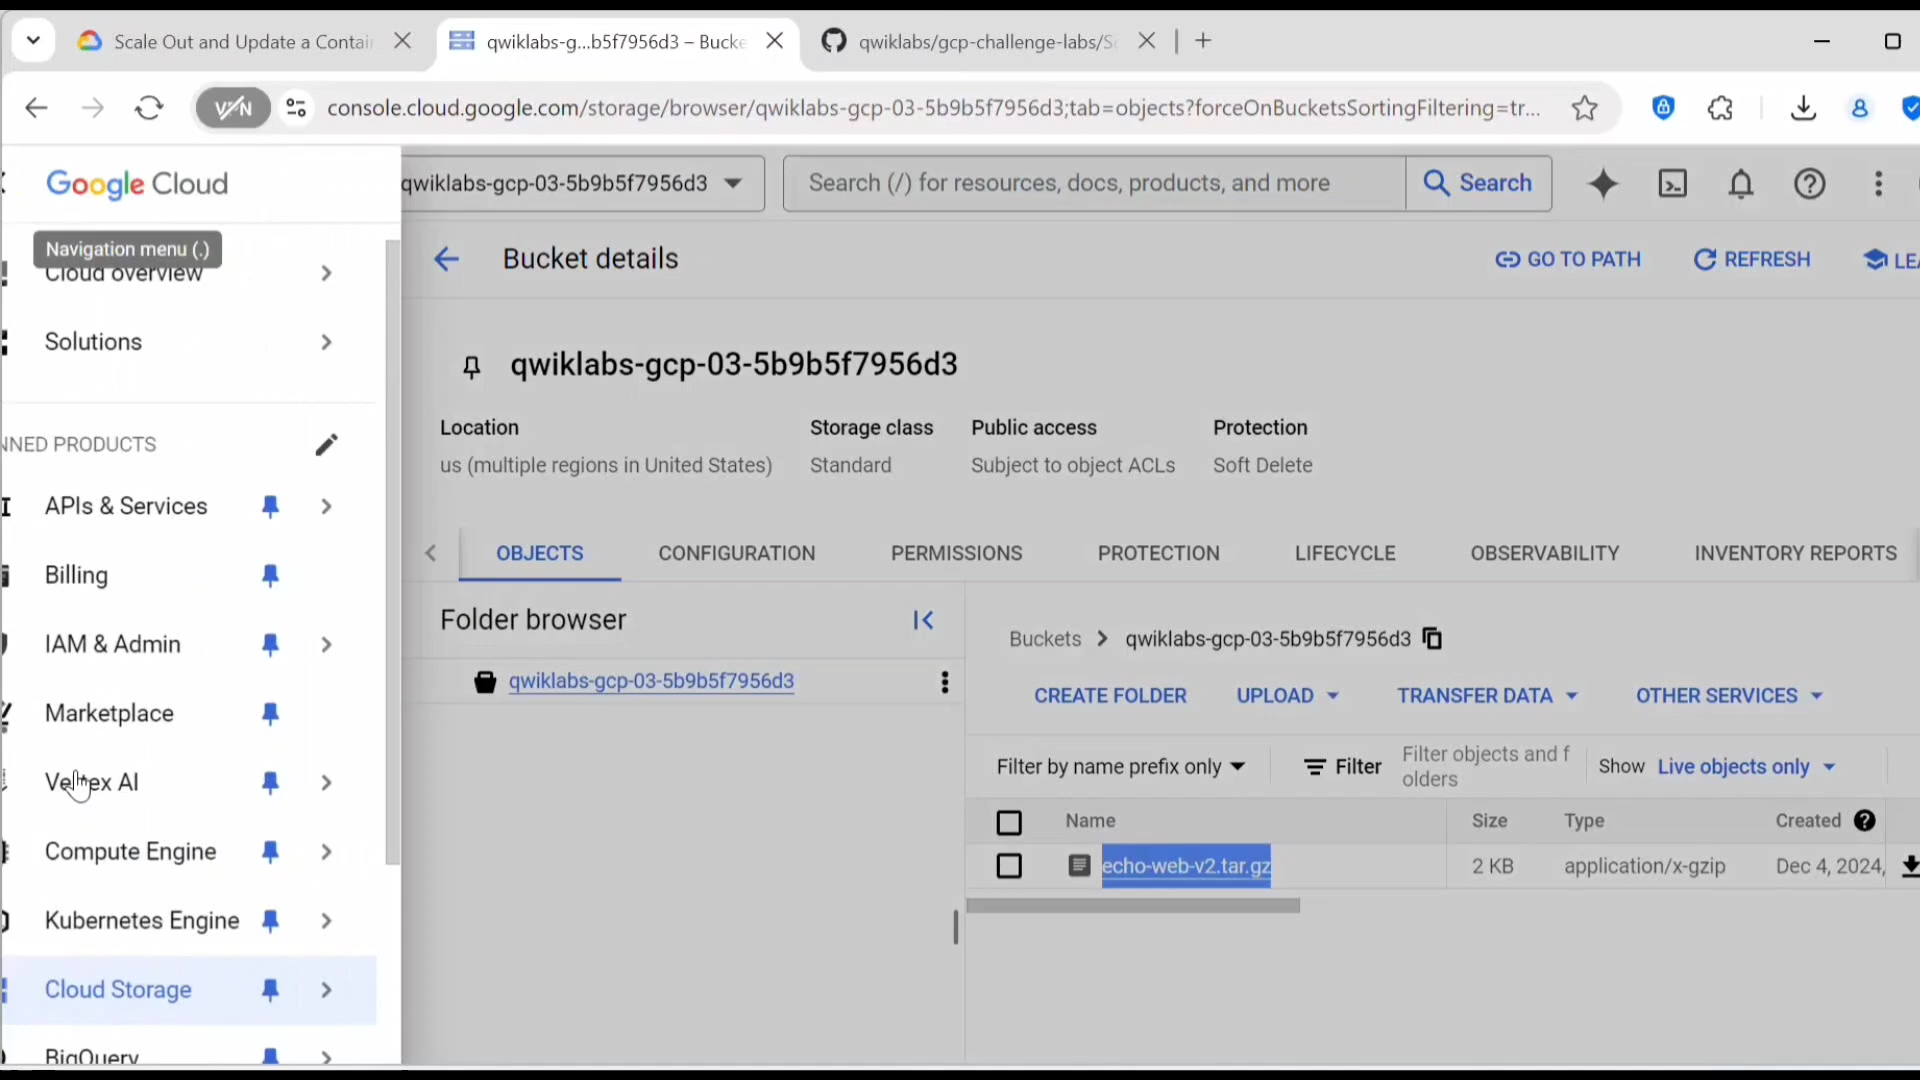 Scale Out and Update a Contai
qwiklabs-g...b5f7956d3 – Bucke
qwiklabs/gcp-challenge-labs/Sc
VPN
console.cloud.google.com/storage/browser/qwiklabs-gcp-03-5b9b5f7956d3;tab=objects?forceOnBucketsSortingFiltering=tr...
Google Cloud
qwiklabs-gcp-03-5b9b5f7956d3
Search (/) for resources, docs, products, and more
Search
Navigation menu (.)
Cloud overview
Solutions
NNED PRODUCTS
APIs & Services
Billing
IAM & Admin
Marketplace
Vertex AI
Compute Engine
Kubernetes Engine
Cloud Storage
BigQuery
Bucket details
GO TO PATH
REFRESH
LEA
qwiklabs-gcp-03-5b9b5f7956d3
Location
us (multiple regions in United States)
Storage class
Standard
Public access
Subject to object ACLs
Protection
Soft Delete
OBJECTS
CONFIGURATION
PERMISSIONS
PROTECTION
LIFECYCLE
OBSERVABILITY
INVENTORY REPORTS
Folder browser
qwiklabs-gcp-03-5b9b5f7956d3
Buckets > qwiklabs-gcp-03-5b9b5f7956d3
CREATE FOLDER
UPLOAD
TRANSFER DATA
OTHER SERVICES
Filter by name prefix only
Filter
Filter objects and f
olders
Show Live objects only
Name
Size
Type
Created
echo-web-v2.tar.gz
2 KB
application/x-gzip
Dec 4, 2024,